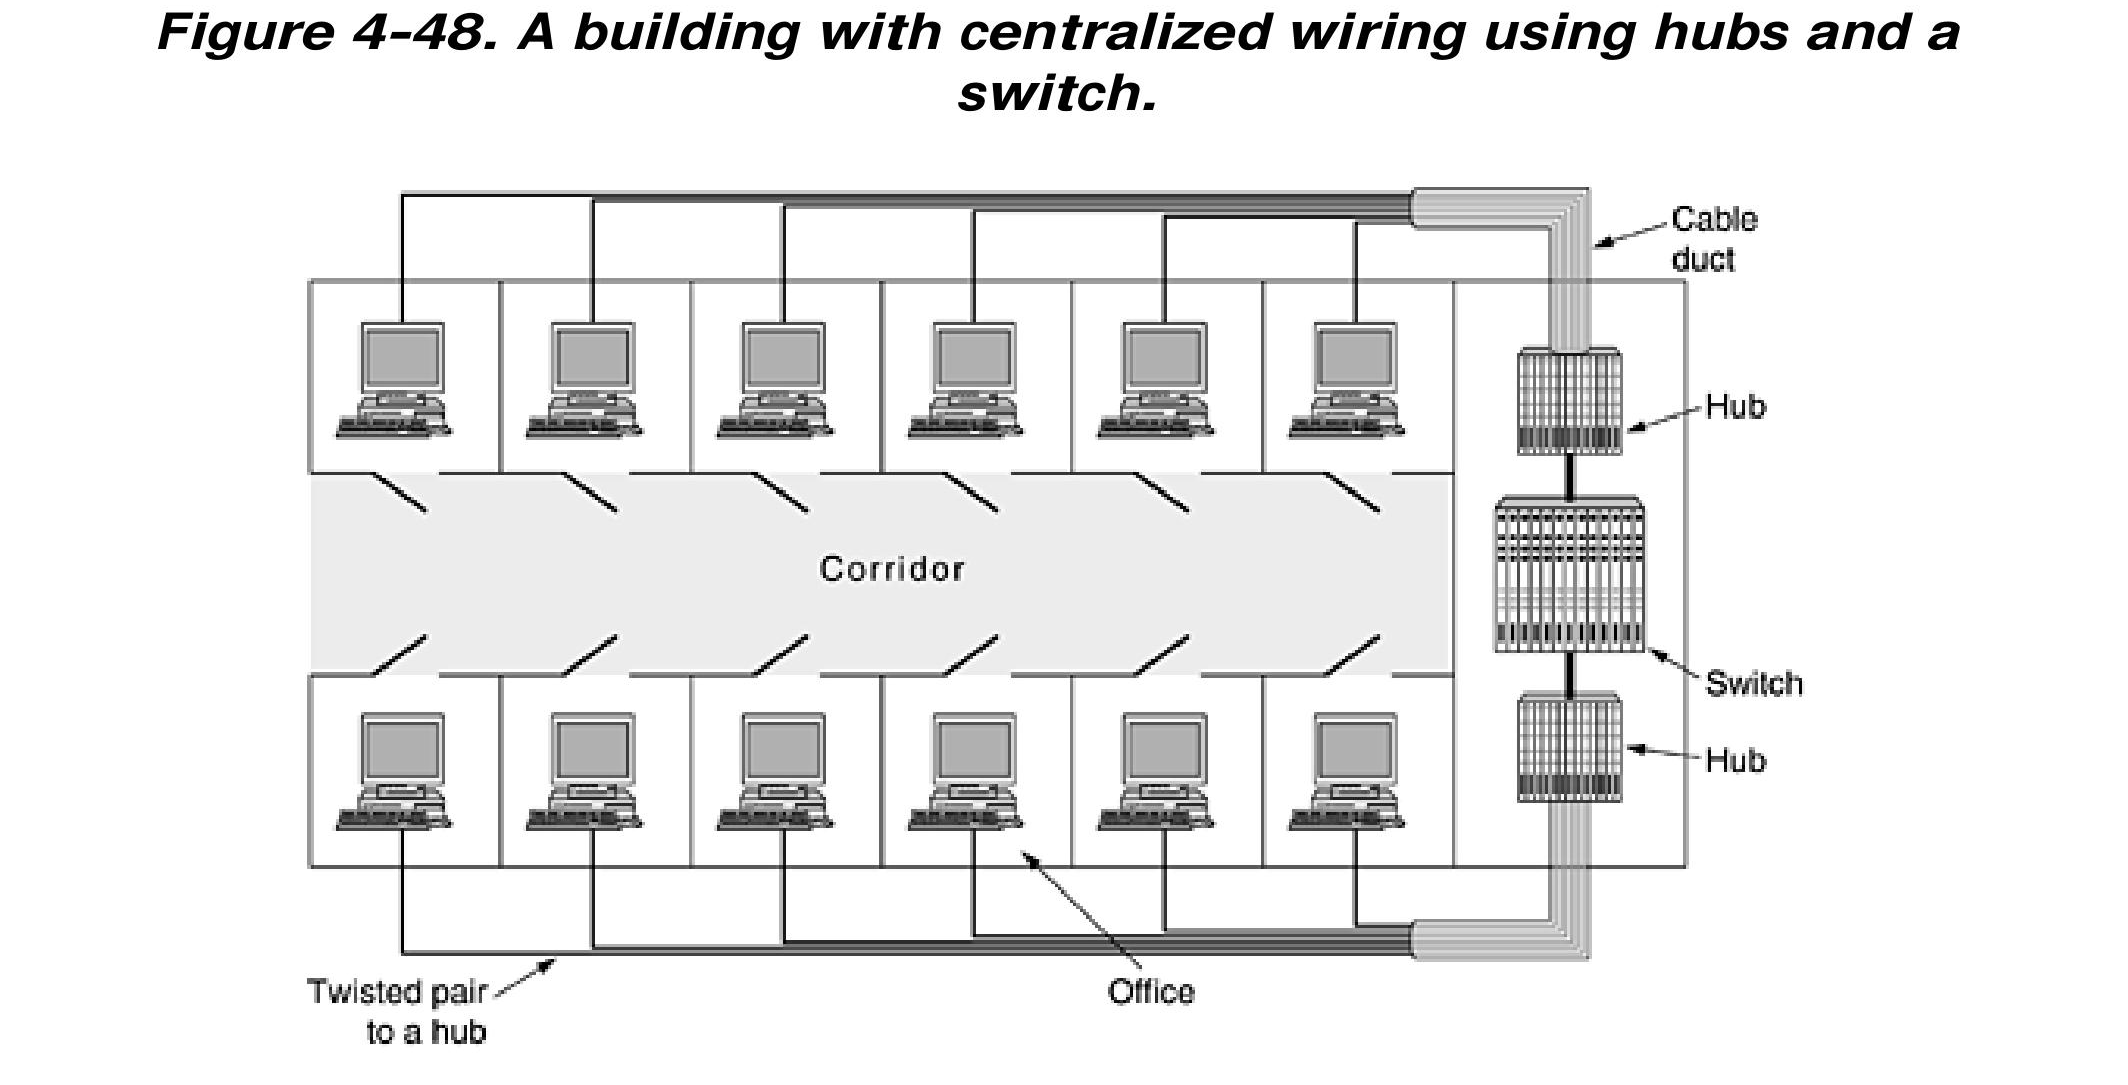 Figure 4-48. A building with centralized wiring using hubs and a
switch.
Cable
duct
Hub
Corridor
Switch
Hub
Twisted pair
to a hub
Office